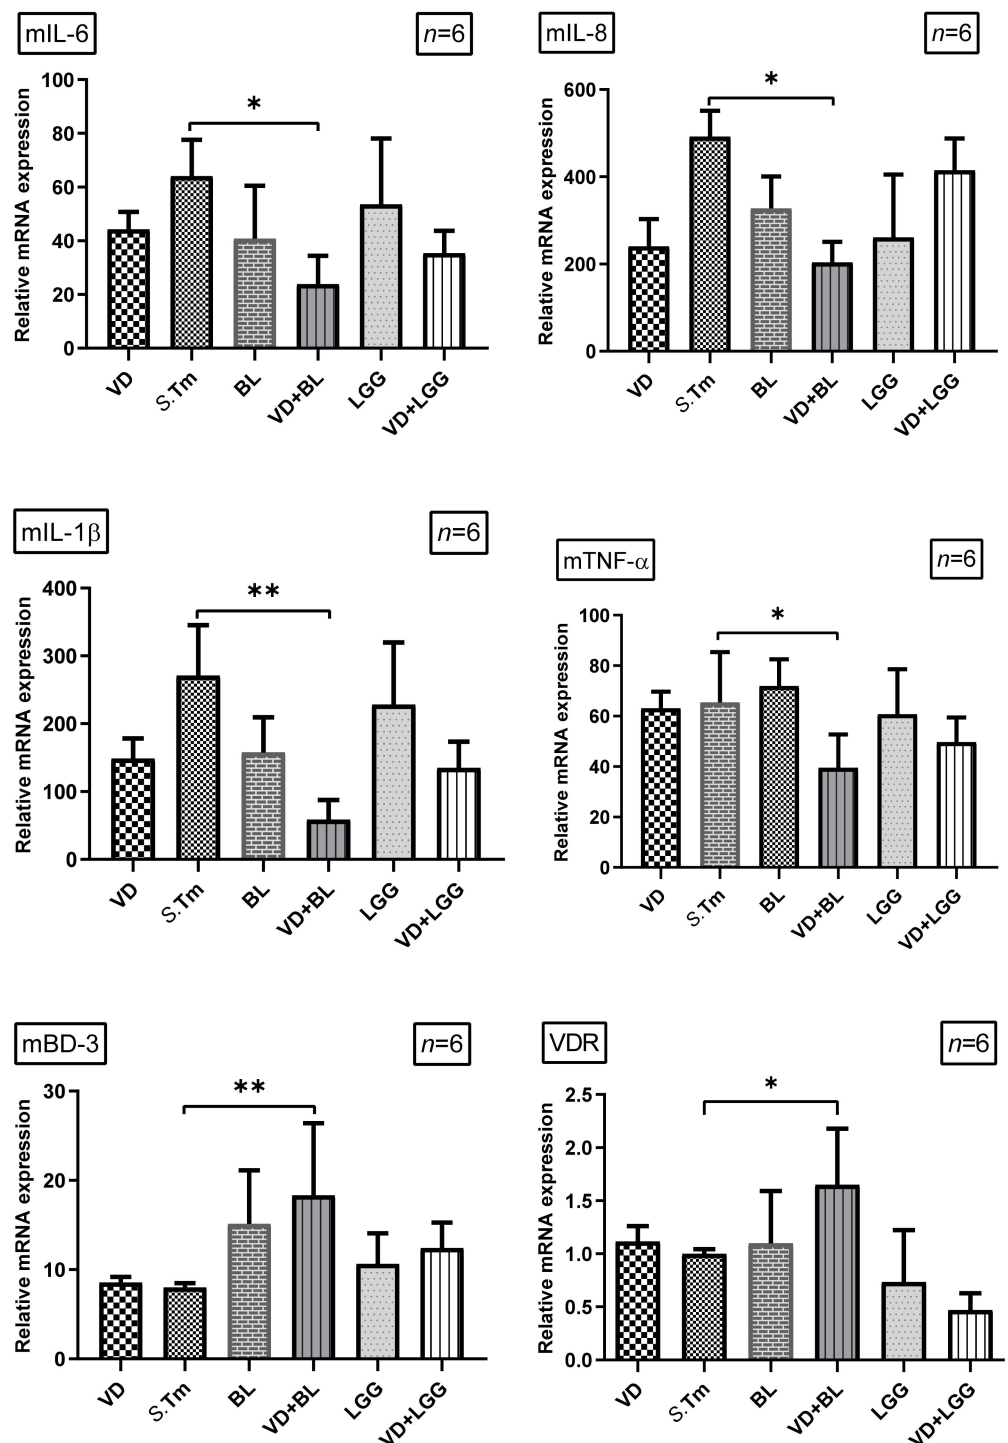 mIL-6
n=6
Relative mRNA expression
100
80
60
40
20
0
*
VD
S.Tm
BL
VD+BL
LGG
VD+LGG
mIL-8
n=6
Relative mRNA expression
600
400
200
0
*
VD
S.Tm
BL
VD+BL
LGG
VD+LGG
mIL-1β
n=6
Relative mRNA expression
400
300
200
100
0
**
VD
S.Tm
BL
VD+BL
LGG
VD+LGG
mTNF-α
n=6
Relative mRNA expression
100
80
60
40
20
0
*
VD
S.Tm
BL
VD+BL
LGG
VD+LGG
mBD-3
n=6
Relative mRNA expression
30
20
10
0
**
VD
S.Tm
BL
VD+BL
LGG
VD+LGG
VDR
n=6
Relative mRNA expression
2.5
2.0
1.5
1.0
0.5
0.0
*
VD
S.Tm
BL
VD+BL
LGG
VD+LGG